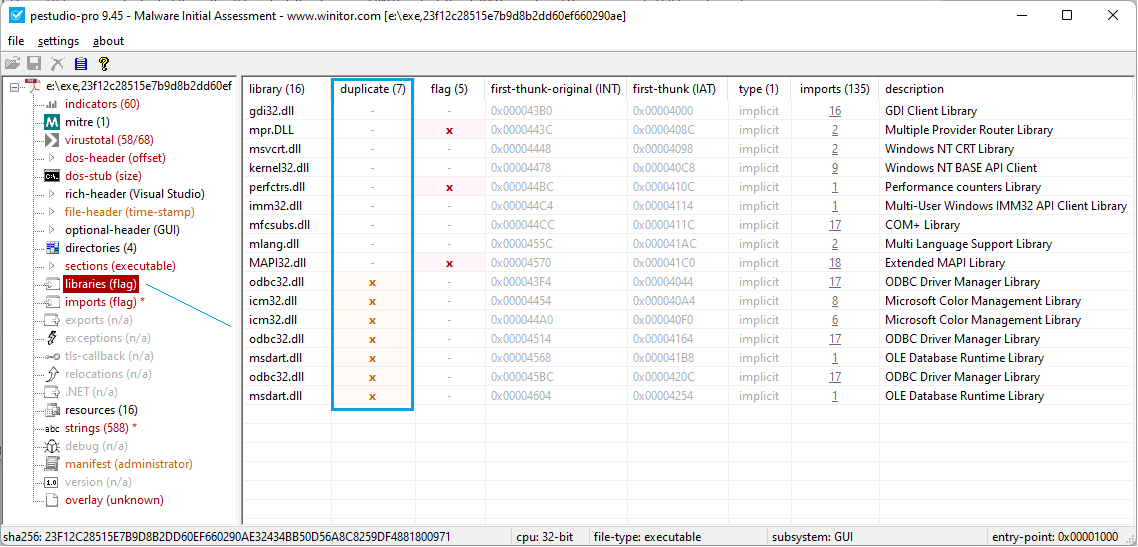 pestudio-pro 9.45 - Malware Initial Assessment - www.winitor.com [e:\exe,23f12c28515e7b9d8b2dd60ef660290ae]
file settings about
e:\exe,23f12c28515e7b9d8b2dd60ef
indicators (60)
mitre (1)
virustotal (58/68)
dos-header (offset)
dos-stub (size)
rich-header (Visual Studio)
file-header (time-stamp)
optional-header (GUI)
directories (4)
sections (executable)
libraries (flag)
imports (flag) *
exports (n/a)
exceptions (n/a)
tls-callback (n/a)
relocations (n/a)
.NET (n/a)
resources (16)
abc strings (588) *
debug (n/a)
manifest (administrator)
1.0 version (n/a)
overlay (unknown)
library (16) duplicate (7) flag (5) first-thunk-original (INT) first-thunk (IAT) type (1) imports (135) description
gdi32.dll - - 0x000043B0 0x00004000 implicit 16 GDI Client Library
mpr.DLL - x 0x0000443C 0x0000408C implicit 2 Multiple Provider Router Library
msvcrt.dll - - 0x00004448 0x00004098 implicit 2 Windows NT CRT Library
kernel32.dll - - 0x00004478 0x000040C8 implicit 9 Windows NT BASE API Client
perfctrs.dll - x 0x000044BC 0x0000410C implicit 1 Performance counters Library
imm32.dll - - 0x000044C4 0x00004114 implicit 1 Multi-User Windows IMM32 API Client Library
mfcsubs.dll - - 0x000044CC 0x0000411C implicit 17 COM+ Library
mlang.dll - - 0x0000455C 0x000041AC implicit 2 Multi Language Support Library
MAPI32.dll - x 0x00004570 0x000041C0 implicit 18 Extended MAPI Library
odbc32.dll x - 0x000043F4 0x00004044 implicit 17 ODBC Driver Manager Library
icm32.dll x - 0x00004454 0x000040A4 implicit 8 Microsoft Color Management Library
icm32.dll x - 0x000044A0 0x000040F0 implicit 6 Microsoft Color Management Library
odbc32.dll x - 0x00004514 0x00004164 implicit 17 ODBC Driver Manager Library
msdart.dll x - 0x00004568 0x000041B8 implicit 1 OLE Database Runtime Library
odbc32.dll x - 0x000045BC 0x0000420C implicit 17 ODBC Driver Manager Library
msdart.dll x - 0x00004604 0x00004254 implicit 1 OLE Database Runtime Library
sha256: 23F12C28515E7B9D8B2DD60EF660290AE32434BB50D56A8C8259DF4881800971 cpu: 32-bit file-type: executable subsystem: GUI entry-point: 0x00001000